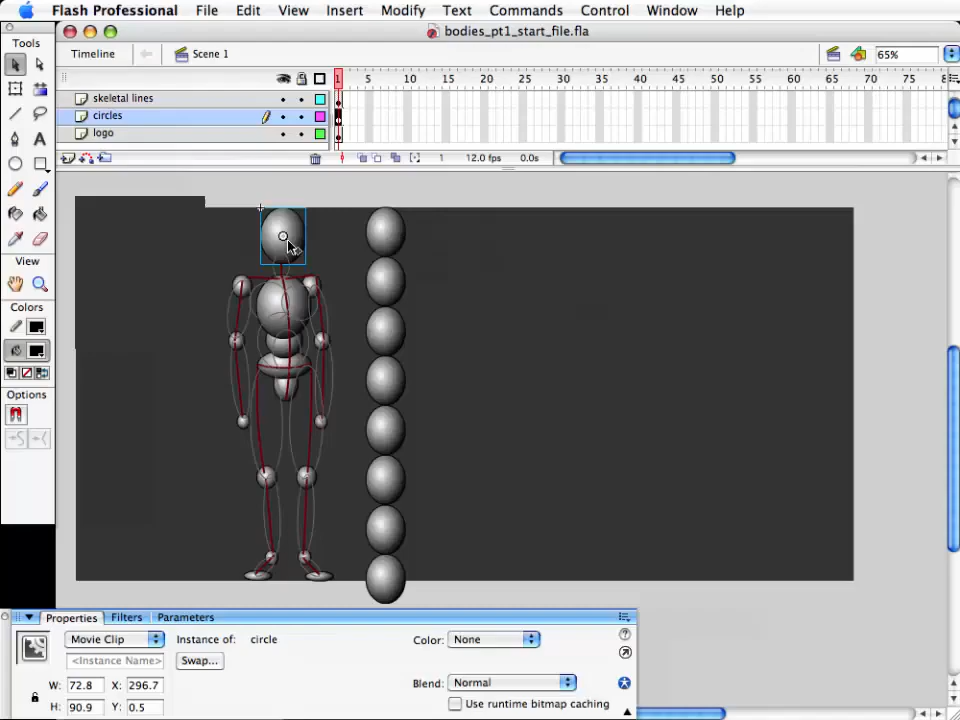 Flash Professional File Edit View Insert Modify Text Commands Control Window Help
bodies_pt1_start_file.fla
Tools
Timeline Scene 1 65%
1 5 10 15 20 25 30 35 40 45 50 55 60 65 70 75 80
skeletal lines
circles
logo
1 12.0 fps 0.0s
View
Colors
Options
Properties Filters Parameters
Movie Clip Instance of: circle Color: None
<Instance Name> Swap...
W: 72.8 X: 296.7 Blend: Normal
H: 90.9 Y: 0.5 Use runtime bitmap caching